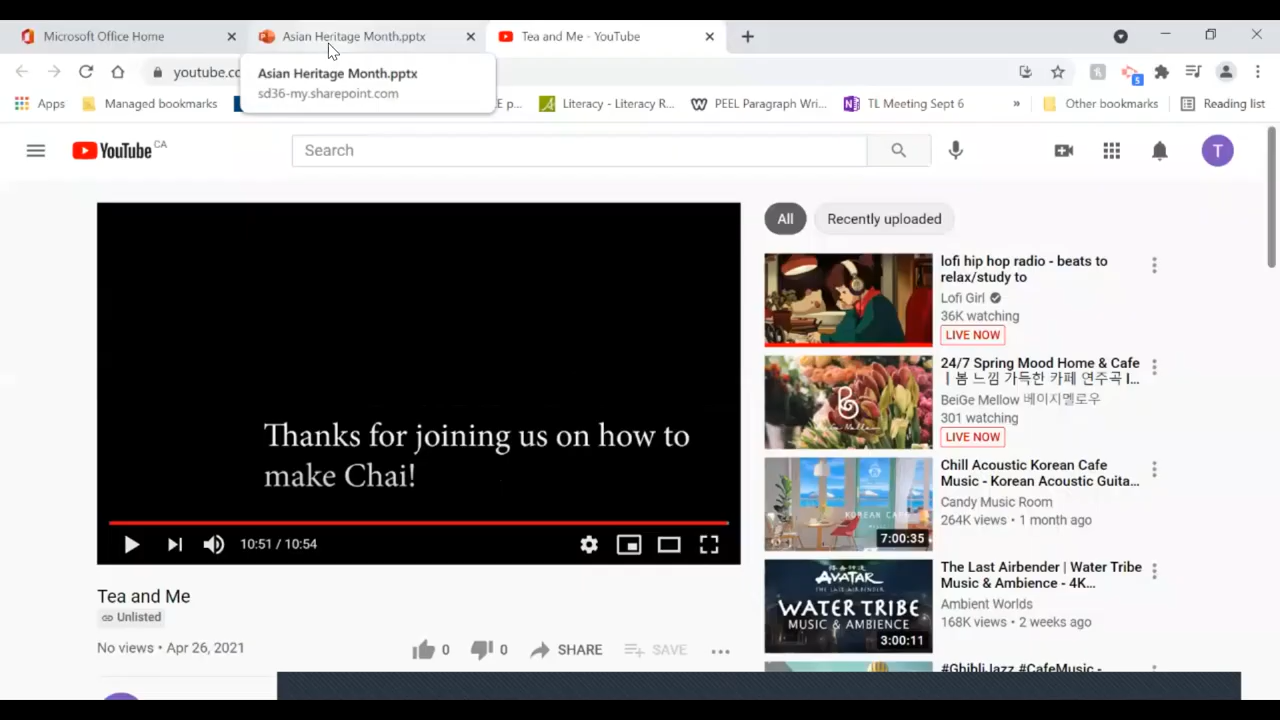 Microsoft Office Home
Asian Heritage Month.pptx
Tea and Me - YouTube
youtube.co
Asian Heritage Month.pptx
sd36-my.sharepoint.com
5
Apps
Managed bookmarks
E p...
Literacy - Literacy R...
PEEL Paragraph Wri...
TL Meeting Sept 6
»
Other bookmarks
Reading list
YouTube CA
Search
T
All
Recently uploaded
Thanks for joining us on how to
make Chai!
10:51 / 10:54
Tea and Me
Unlisted
No views • Apr 26, 2021
0
0
SHARE
SAVE
lofi hip hop radio - beats to
relax/study to
Lofi Girl
36K watching
LIVE NOW
24/7 Spring Mood Home & Cafe
| 봄 느낌 가득한 카페 연주곡 I...
BeiGe Mellow 베이지멜로우
301 watching
LIVE NOW
KOREAN CAFE
7:00:35
Chill Acoustic Korean Cafe
Music - Korean Acoustic Guita...
Candy Music Room
264K views • 1 month ago
AVATAR
THE LAST AIRBENDER
WATER TRIBE
MUSIC & AMBIENCE
3:00:11
The Last Airbender | Water Tribe
Music & Ambience - 4K...
Ambient Worlds
168K views • 2 weeks ago
#GhibliJazz #CafeMusic -